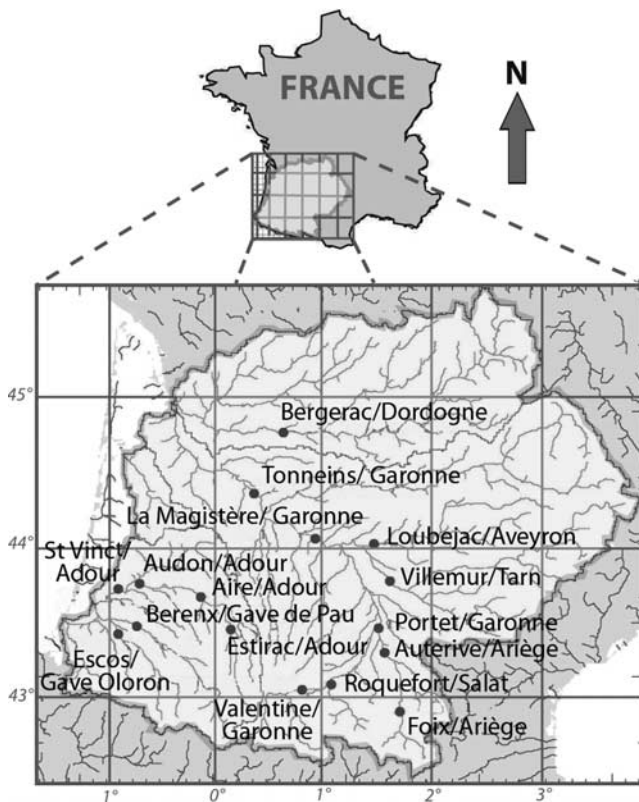 FRANCE
N
45°
Bergerac/Dordogne
Tonneins/ Garonne
La Magistère/ Garonne
Loubejac/Aveyron
44°
St Vinct/
Adour
Audon/Adour
Aire/Adour
Villemur/Tarn
Berenx/Gave de Pau
Portet/Garonne
Estirac/Adour
Auterive/Ariège
Escos/
Gave Oloron
Roquefort/Salat
43°
Valentine/
Garonne
Foix/Ariège
1° 0° 1° 2° 3°